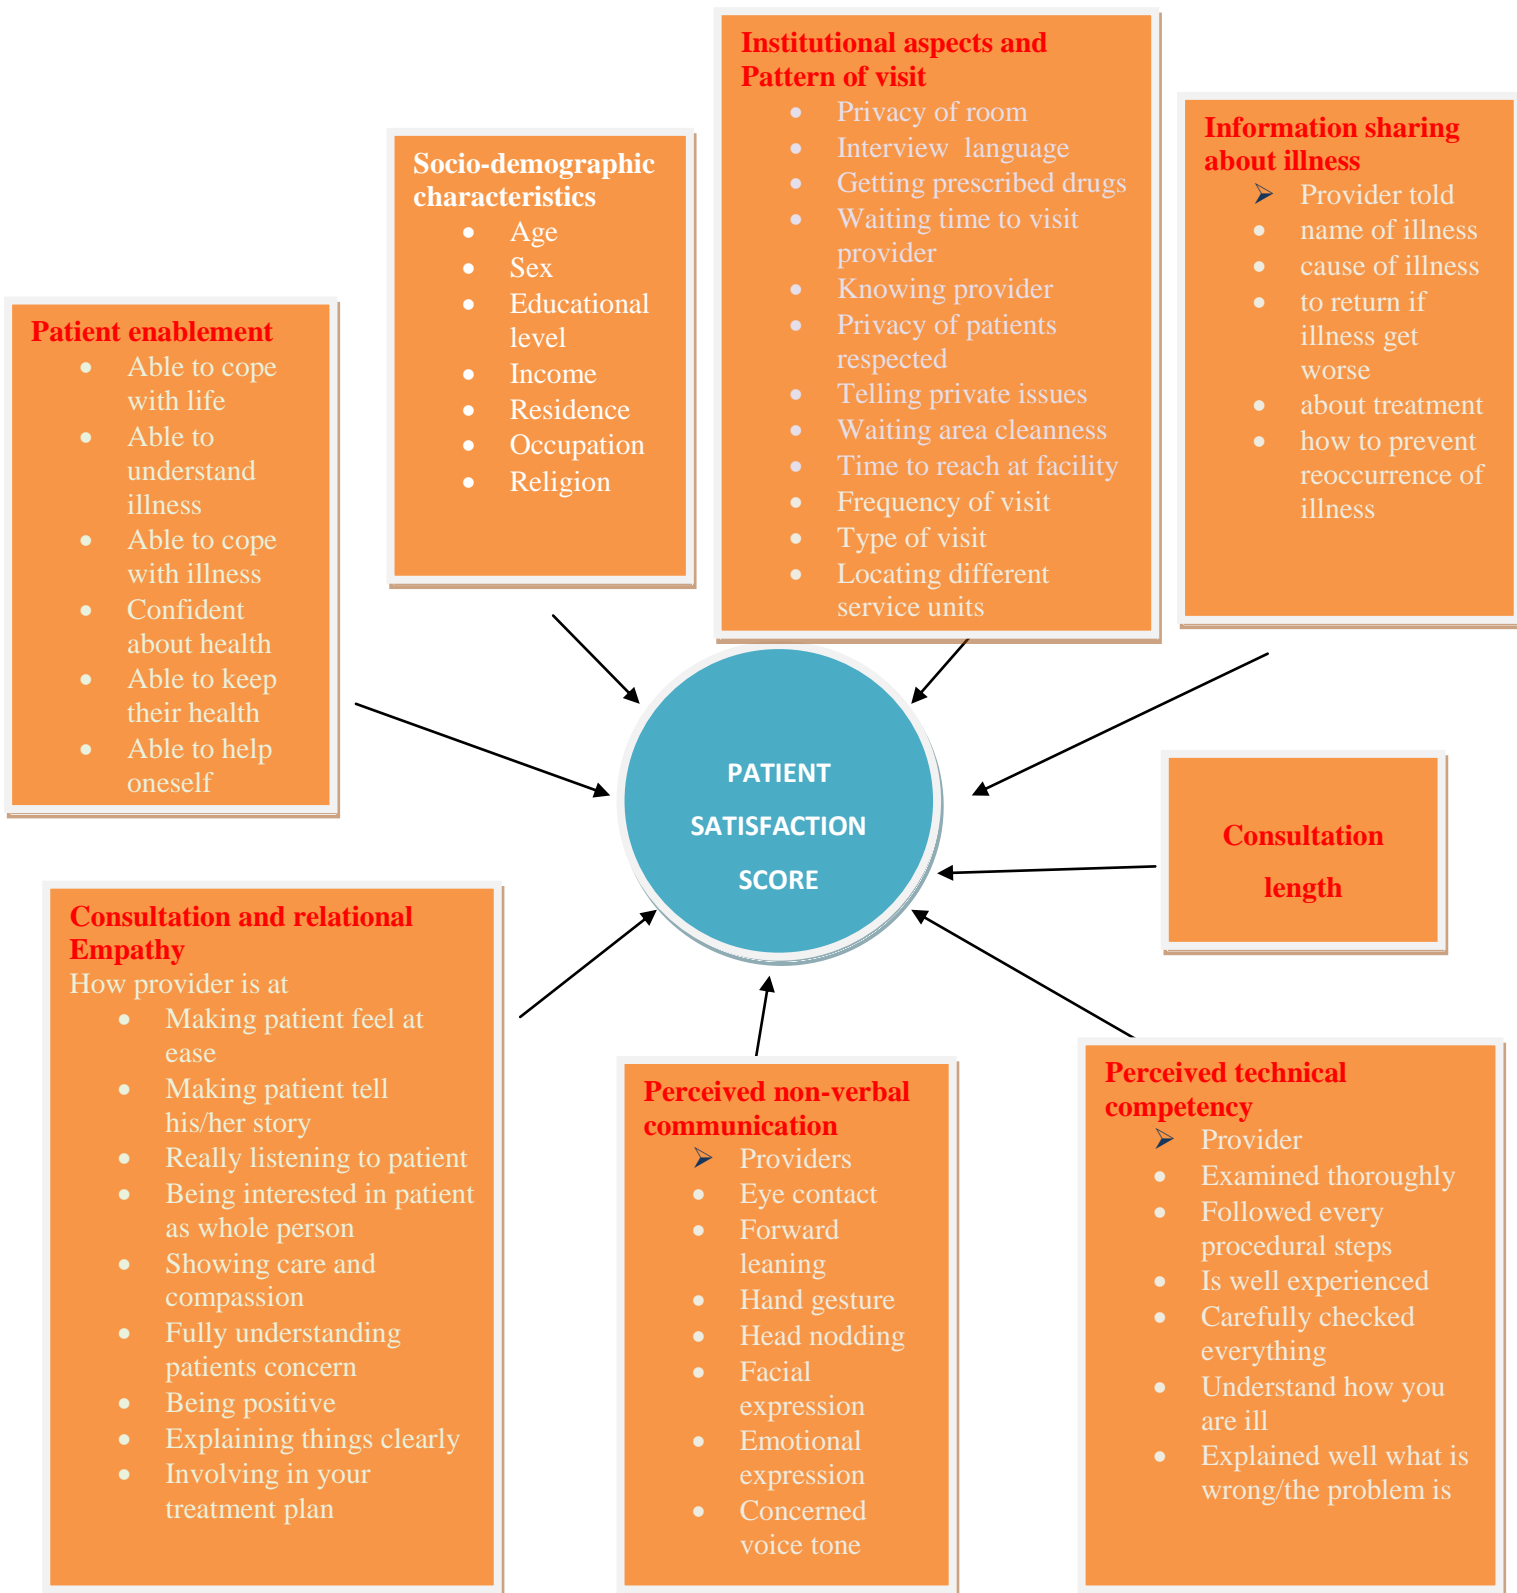 Institutional aspects and
Pattern of visit
• Privacy of room
• Interview language
• Getting prescribed drugs
• Waiting time to visit
provider
• Knowing provider
• Privacy of patients
respected
• Telling private issues
• Waiting area cleanness
• Time to reach at facility
• Frequency of visit
• Type of visit
• Locating different
service units
Information sharing
about illness
➢ Provider told
• name of illness
• cause of illness
• to return if
illness get
worse
• about treatment
• how to prevent
reoccurrence of
illness
Socio-demographic
characteristics
• Age
• Sex
• Educational
level
• Income
• Residence
• Occupation
• Religion
Patient enablement
• Able to cope
with life
• Able to
understand
illness
• Able to cope
with illness
• Confident
about health
• Able to keep
their health
• Able to help
oneself
PATIENT
SATISFACTION
SCORE
Consultation
length
Consultation and relational
Empathy
How provider is at
• Making patient feel at
ease
• Making patient tell
his/her story
• Really listening to patient
• Being interested in patient
as whole person
• Showing care and
compassion
• Fully understanding
patients concern
• Being positive
• Explaining things clearly
• Involving in your
treatment plan
Perceived non-verbal
communication
➢ Providers
• Eye contact
• Forward
leaning
• Hand gesture
• Head nodding
• Facial
expression
• Emotional
expression
• Concerned
voice tone
Perceived technical
competency
➢ Provider
• Examined thoroughly
• Followed every
procedural steps
• Is well experienced
• Carefully checked
everything
• Understand how you
are ill
• Explained well what is
wrong/the problem is